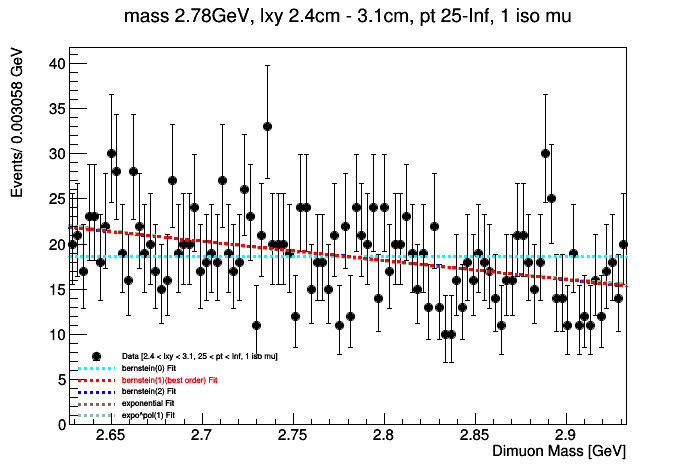 mass 2.78GeV, lxy 2.4cm - 3.1cm, pt 25-Inf, 1 iso mu
Events/ 0.003058 GeV
40
35
30
25
20
15
10
5
0
Data [2.4 < lxy < 3.1, 25 < pt < Inf, 1 iso mu]
bernstein(0) Fit
bernstein(1)(best order) Fit
bernstein(2) Fit
exponential Fit
expo*pol(1) Fit
2.65 2.7 2.75 2.8 2.85 2.9
Dimuon Mass [GeV]